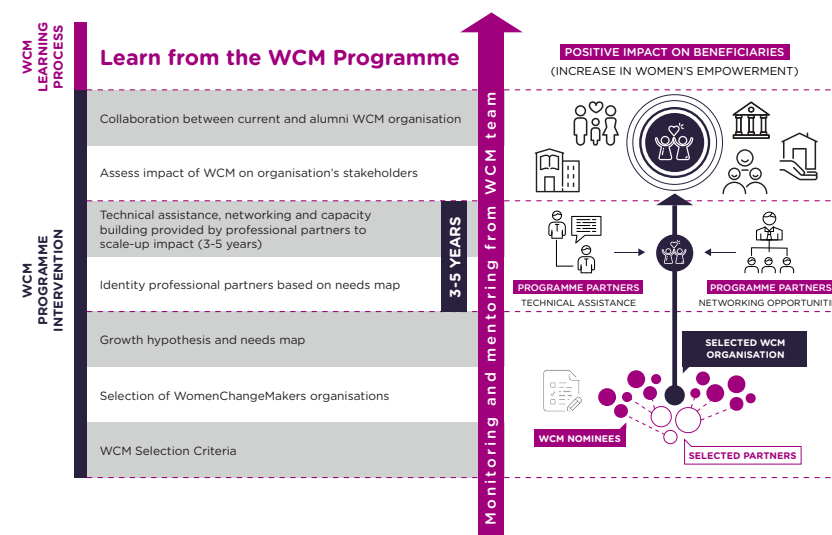 WCM
LEARNING
PROCESS
Learn from the WCM Programme
POSITIVE IMPACT ON BENEFICIARIES
(INCREASE IN WOMEN'S EMPOWERMENT)
WCM
PROGRAMME
INTERVENTION
Collaboration between current and alumni WCM organisation
Assess impact of WCM on organisation's stakeholders
Technical assistance, networking and capacity
building provided by professional partners to
scale-up impact (3-5 years)
Identity professional partners based on needs map
3-5 YEARS
Growth hypothesis and needs map
Selection of WomenChangeMakers organisations
WCM Selection Criteria
Monitoring and mentoring from WCM team
PROGRAMME PARTNERS
TECHNICAL ASSISTANCE
PROGRAMME PARTNERS
NETWORKING OPPORTUNITI
SELECTED WCM
ORGANISATION
WCM NOMINEES
SELECTED PARTNERS